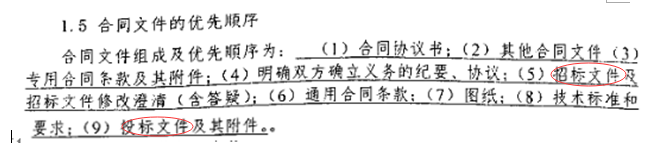 1.5 合同文件的优先顺序
合同文件组成及优先顺序为： （1）合同协议书；（2）其他合同文件（3）
专用合同条款及其附件；（4）明确双方确立义务的纪要、协议；（5）招标文件及
招标文件修改澄清（含答疑）；（6）通用合同条款；（7）图纸；（8）技术标准和
要求；（9）投标文件及其附件。。